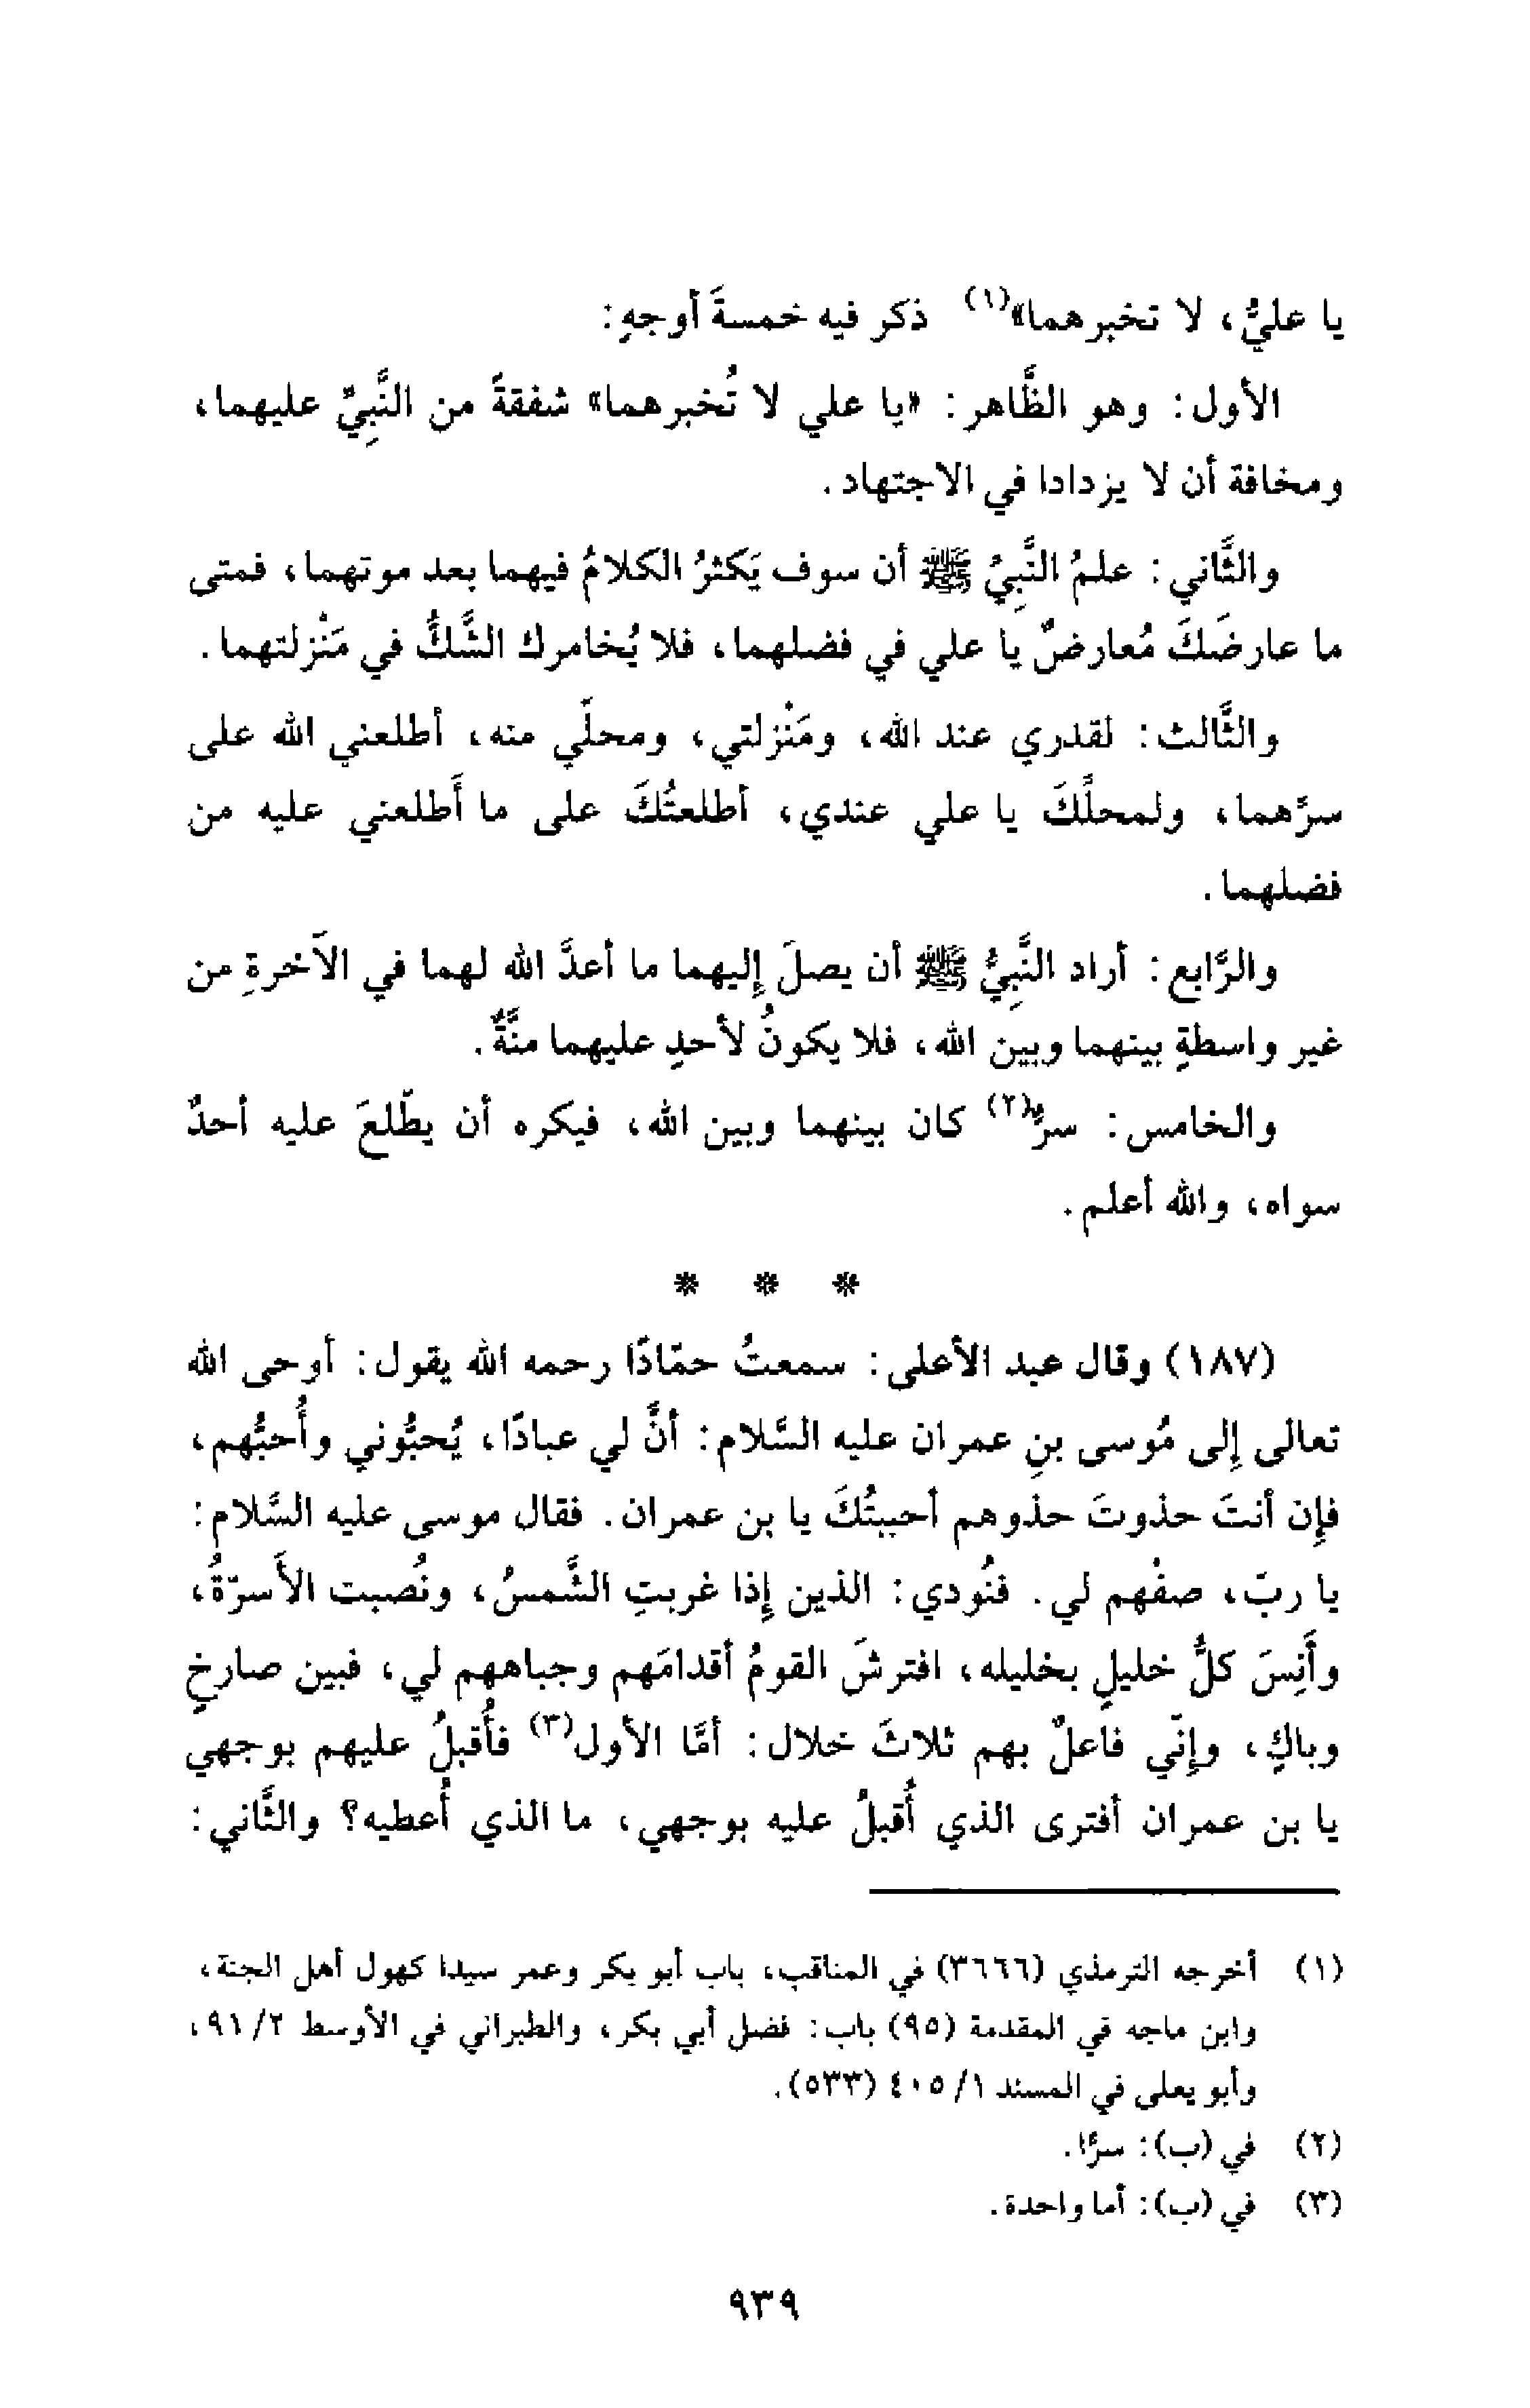 يا عليُّ، لا تخبرهما»(١) ذكر فيه خمسةَ أوجهٍ:
الأول: وهو الظَّاهر: «يا علي لا تُخبرهما» شفقةً من النَّبِيِّ عليهما،
ومخافة أن لا يزدادا في الاجتهاد.
والثَّاني: علمُ النَّبِيُّ ﷺ أن سوف يَكثرُ الكلامُ فيهما بعد موتهما، فمتى
ما عارضَكَ مُعارضٌ يا علي في فضلهما، فلا يُخامرك الشَّكُّ في مَنْزلتهما.
والثَّالث: لقدري عند الله، ومَنْزلتي، ومحلّي منه، أطلعني الله على
سرِّهما، ولمحلِّكَ يا علي عندي، أطلعتُكَ على ما أَطلعني عليه من
فضلهما.
والرَّابع: أراد النَّبِيُّ ﷺ أن يصلَ إليهما ما أعدَّ الله لهما في الآخرةِ من
غير واسطةٍ بينهما وبين الله، فلا يكونُ لأحدٍ عليهما منَّةٌ.
والخامس: سرٌّ(٢) كان بينهما وبين الله، فيكره أن يطّلعَ عليه أحدٌ
سواه، والله أعلم.
* * *
(١٨٧) وقال عبد الأعلى: سمعتُ حمّادًا رحمه الله يقول: أوحى الله
تعالى إلى مُوسى بنِ عمران عليه السَّلام: أنَّ لي عبادًا، يُحبُّوني وأُحبُّهم،
فإن أنتَ حذوتَ حذوهم أحببتُكَ يا بن عمران. فقال موسى عليه السَّلام:
يا ربّ، صفْهم لي. فنُودي: الذين إذا غربتِ الشَّمسُ، ونُصبت الأَسرّةُ،
وأَنِسَ كلُّ خليلٍ بخليله، افترشَ القومُ أقدامَهم وجباههم لي، فبين صارخٍ
وباكٍ، وإنّي فاعلٌ بهم ثلاثَ خلال: أمَّا الأول(٣) فأُقبلُ عليهم بوجهي
يا بن عمران أفترى الذي أُقبلُ عليه بوجهي، ما الذي أُعطيه؟ والثَّاني:
(١) أخرجه الترمذي (٣٦٦٦) في المناقب، باب أبو بكر وعمر سيدا كهول أهل الجنة،
وابن ماجه في المقدمة (٩٥) باب: فضل أبي بكر، والطبراني في الأوسط ٩١/٢،
وأبو يعلى في المسند ٤٠٥/١ (٥٣٣).
(٢) في (ب): سرًا.
(٣) في (ب): أما واحدة.
٩٣٩